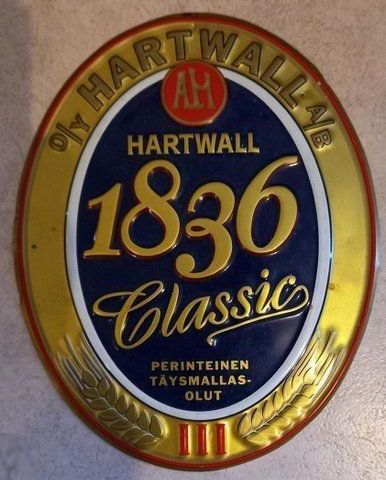 O/Y HARTWALL A/B
AH
HARTWALL
1836
Classic
PERINTEINEN
TÄYSMALLAS-
OLUT
III